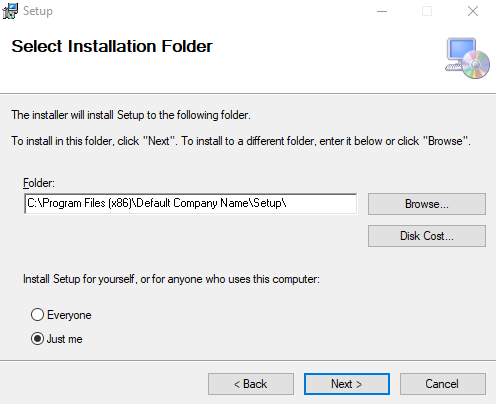 Setup
Select Installation Folder
The installer will install Setup to the following folder.
To install in this folder, click "Next". To install to a different folder, enter it below or click "Browse".
Folder:
C:\Program Files (x86)\Default Company Name\Setup\
Browse...
Disk Cost...
Install Setup for yourself, or for anyone who uses this computer:
Everyone
Just me
< Back
Next >
Cancel